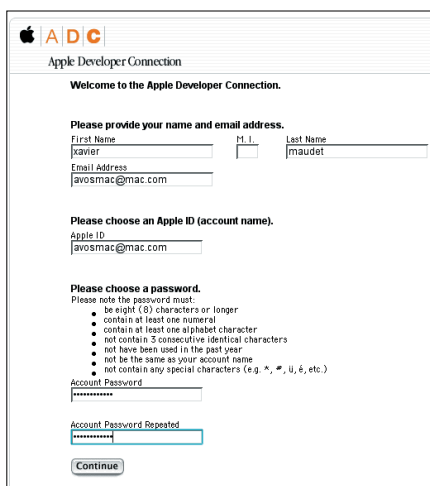 ADC
Apple Developer Connection
Welcome to the Apple Developer Connection.
Please provide your name and email address.
First Name M. I. Last Name
xavier maudet
Email Address
avosmac@mac.com
Please choose an Apple ID (account name).
Apple ID
avosmac@mac.com
Please choose a password.
Please note the password must:
be eight (8) characters or longer
contain at least one numeral
contain at least one alphabet character
not contain 3 consecutive identical characters
not have been used in the past year
not be the same as your account name
not contain any special characters (e.g. *, #, ü, é, etc.)
Account Password
••••••••••••
Account Password Repeated
••••••••••••
Continue